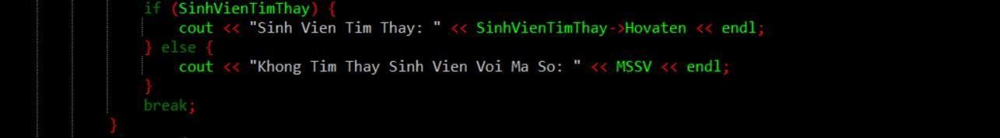 if (SinhVienTimThay) {
cout << "Sinh Vien Tim Thay: " << SinhVienTimThay->Hovaten << endl;
} else {
cout << "Khong Tim Thay Sinh Vien Voi Ma So: " << MSSV << endl;
}
break;
}